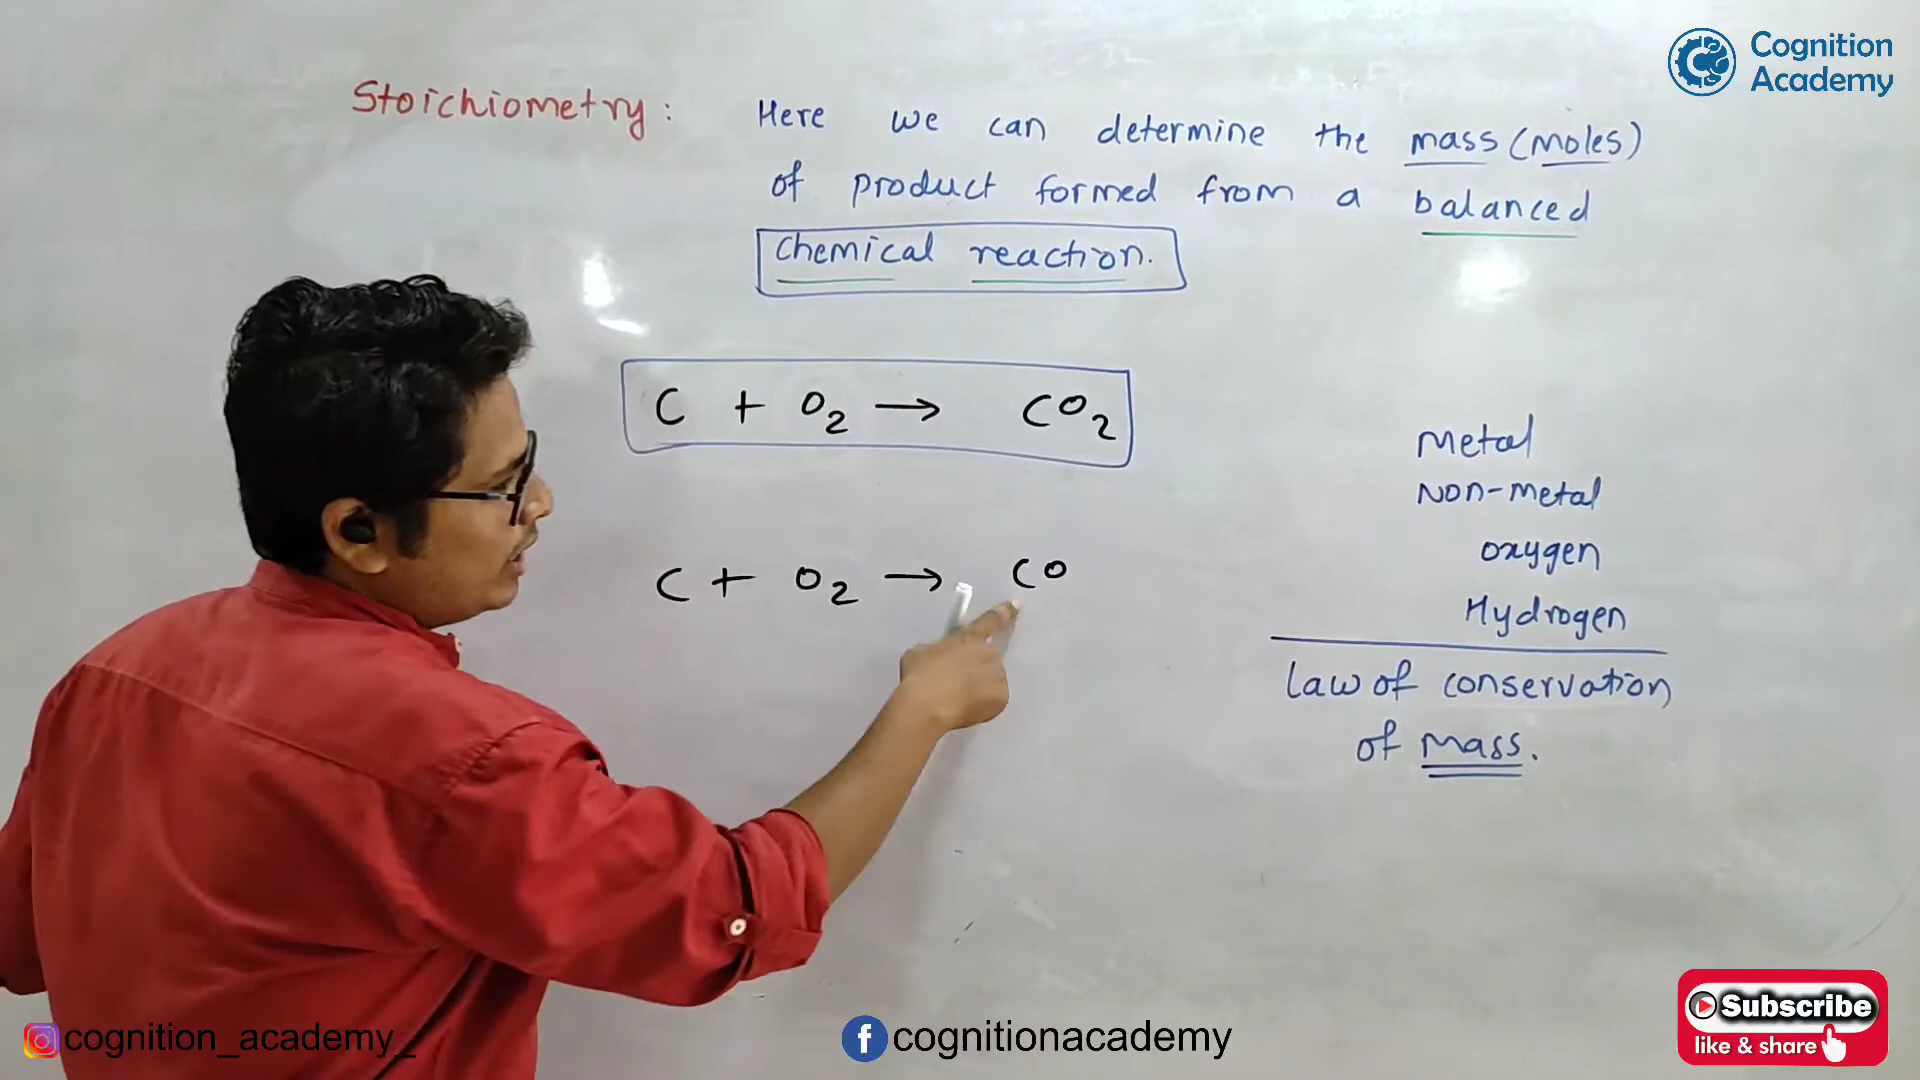 Cognition
Academy
Stoichiometry : Here we can determine the mass (moles)
of product formed from a balanced
chemical reaction.
C + O₂ → CO₂
C + O₂ → CO
Metal
Non-metal
oxygen
Hydrogen
Law of conservation
of Mass.
cognition_academy_
f cognitionacademy
Subscribe
like & share